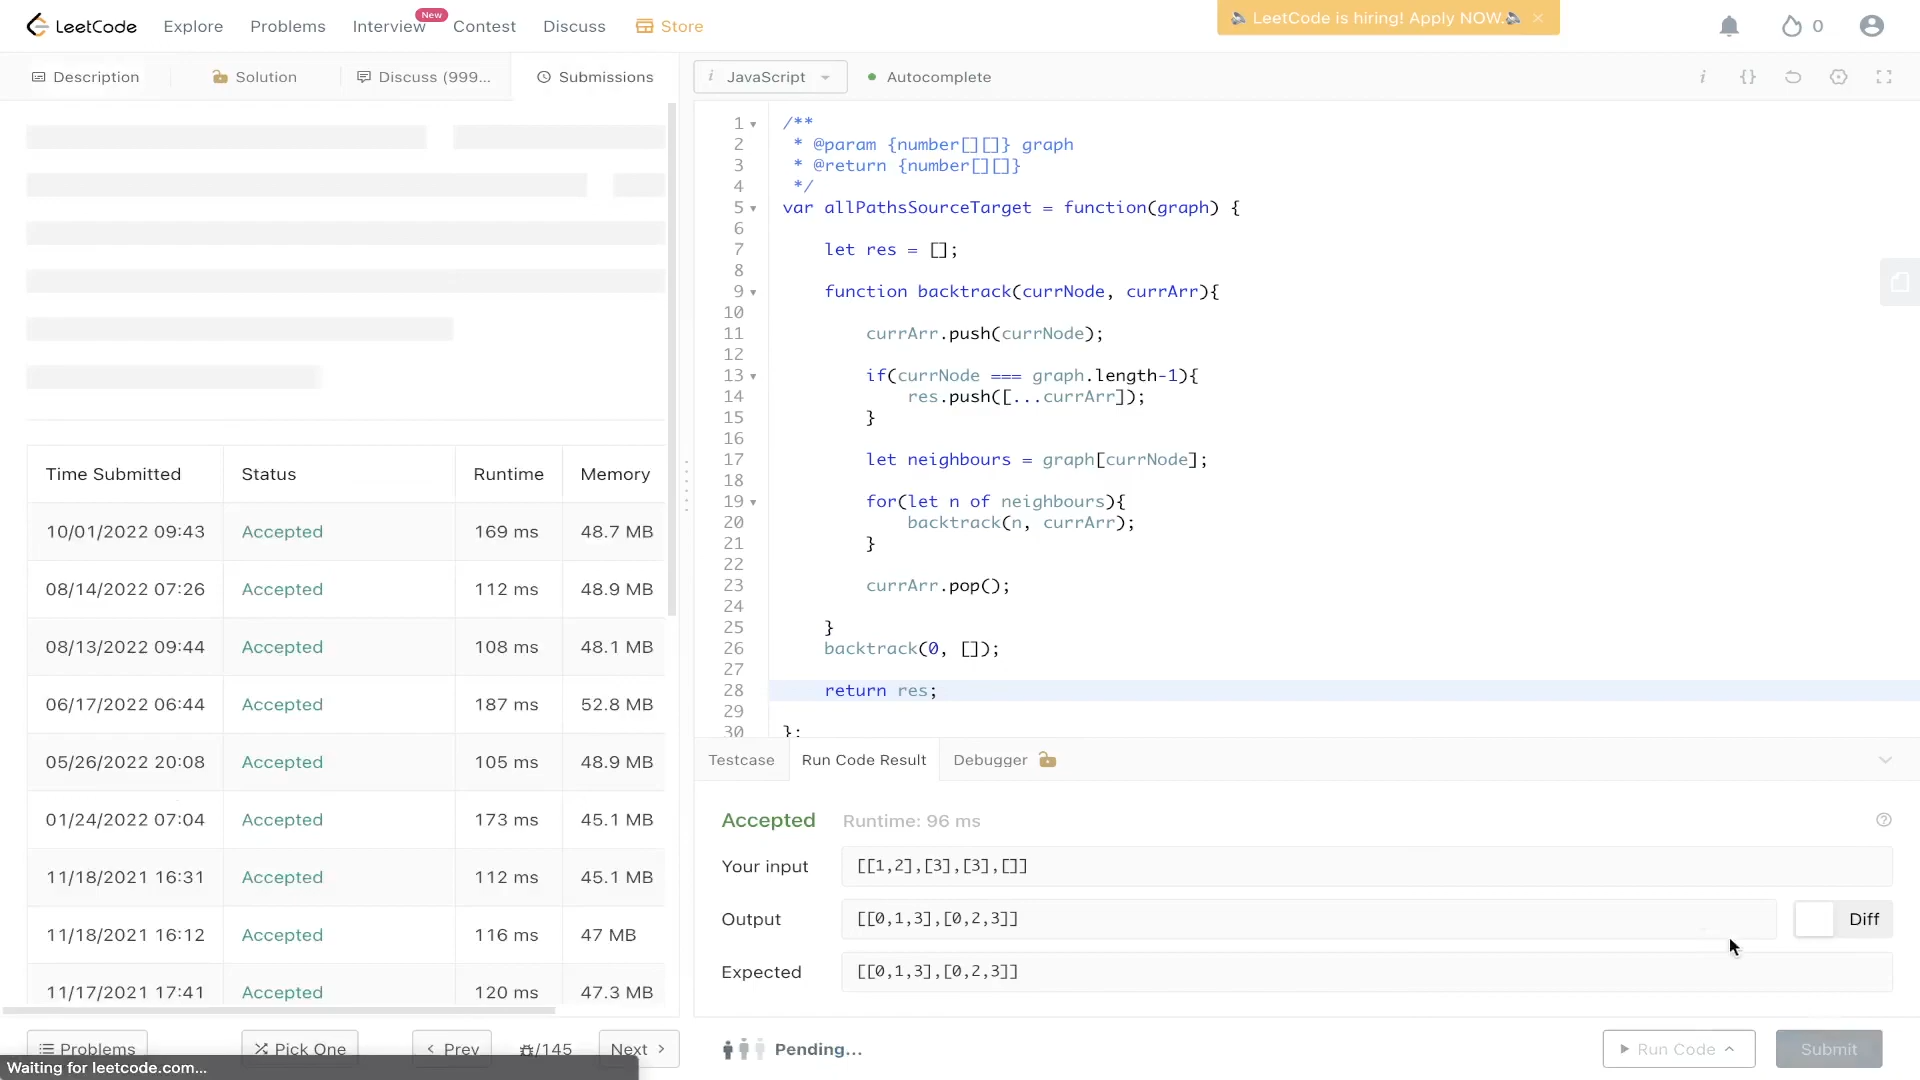 LeetCode Explore Problems Interview New Contest Discuss Store LeetCode is hiring! Apply NOW. × 0
Description Solution Discuss (999... Submissions
i JavaScript Autocomplete i {}
1 /**
2 * @param {number[][]} graph
3 * @return {number[][]}
4 */
5 var allPathsSourceTarget = function(graph) {
6
7 let res = [];
8
9 function backtrack(currNode, currArr){
10
11 currArr.push(currNode);
12
13 if(currNode === graph.length-1){
14 res.push([...currArr]);
15 }
16
17 let neighbours = graph[currNode];
18
19 for(let n of neighbours){
20 backtrack(n, currArr);
21 }
22
23 currArr.pop();
24
25 }
26 backtrack(0, []);
27
28 return res;
29
30 };
Time Submitted Status Runtime Memory
10/01/2022 09:43 Accepted 169 ms 48.7 MB
08/14/2022 07:26 Accepted 112 ms 48.9 MB
08/13/2022 09:44 Accepted 108 ms 48.1 MB
06/17/2022 06:44 Accepted 187 ms 52.8 MB
05/26/2022 20:08 Accepted 105 ms 48.9 MB
01/24/2022 07:04 Accepted 173 ms 45.1 MB
11/18/2021 16:31 Accepted 112 ms 45.1 MB
11/18/2021 16:12 Accepted 116 ms 47 MB
11/17/2021 17:41 Accepted 120 ms 47.3 MB
Testcase Run Code Result Debugger
Accepted Runtime: 96 ms
Your input [[1,2],[3],[3],[]]
Output [[0,1,3],[0,2,3]] Diff
Expected [[0,1,3],[0,2,3]]
Problems Pick One < Prev /145 Next >
Pending... Run Code Submit
Waiting for leetcode.com...